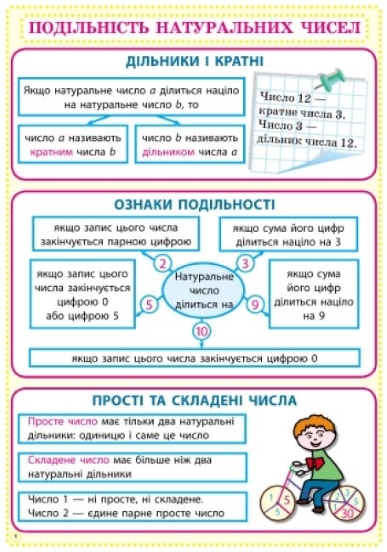 ПОДІЛЬНІСТЬ НАТУРАЛЬНИХ ЧИСЕЛ
ДІЛЬНИКИ І КРАТНІ
Якщо натуральне число a ділиться націло
на натуральне число b, то
число a називають
кратним числа b
число b називають
дільником числа a
Число 12 —
кратне числа 3.
Число 3 —
дільник числа 12.
ОЗНАКИ ПОДІЛЬНОСТІ
якщо запис цього числа
закінчується парною цифрою
якщо сума його цифр
ділиться націло на 3
2
3
якщо запис цього
числа закінчується
цифрою 0
або цифрою 5
5
Натуральне
число
ділиться на
9
якщо сума
його цифр
ділиться націло
на 9
10
якщо запис цього числа закінчується цифрою 0
ПРОСТІ ТА СКЛАДЕНІ ЧИСЛА
Просте число має тільки два натуральні
дільники: одиницю і саме це число
Складене число має більше ніж два
натуральні дільники
Число 1 — ні просте, ні складене.
Число 2 — єдине парне просте число
1
5
5
30
1